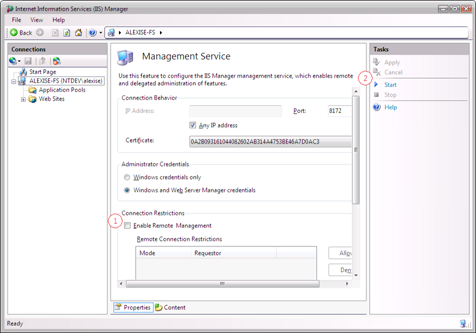 Internet Information Services (IIS) Manager
File View Help
Back ALEXISE-FS
Connections
Start Page
ALEXISE-FS (NTDEV\alexise)
Application Pools
Web Sites
Management Service
Use this feature to configure the IIS Manager management service, which enables remote
and delegated administration of features.
Connection Behavior
IP Address: Port: 8172
Any IP address
Certificate: 0A2B093161044082602AB314A4753BE46A7D0AC3
Administrator Credentials
Windows credentials only
Windows and Web Server Manager credentials
Connection Restrictions
1 Enable Remote Management
Remote Connection Restrictions
Mode Requestor
Properties Content
Tasks
Apply
Cancel
2 Start
Stop
Help
Ready